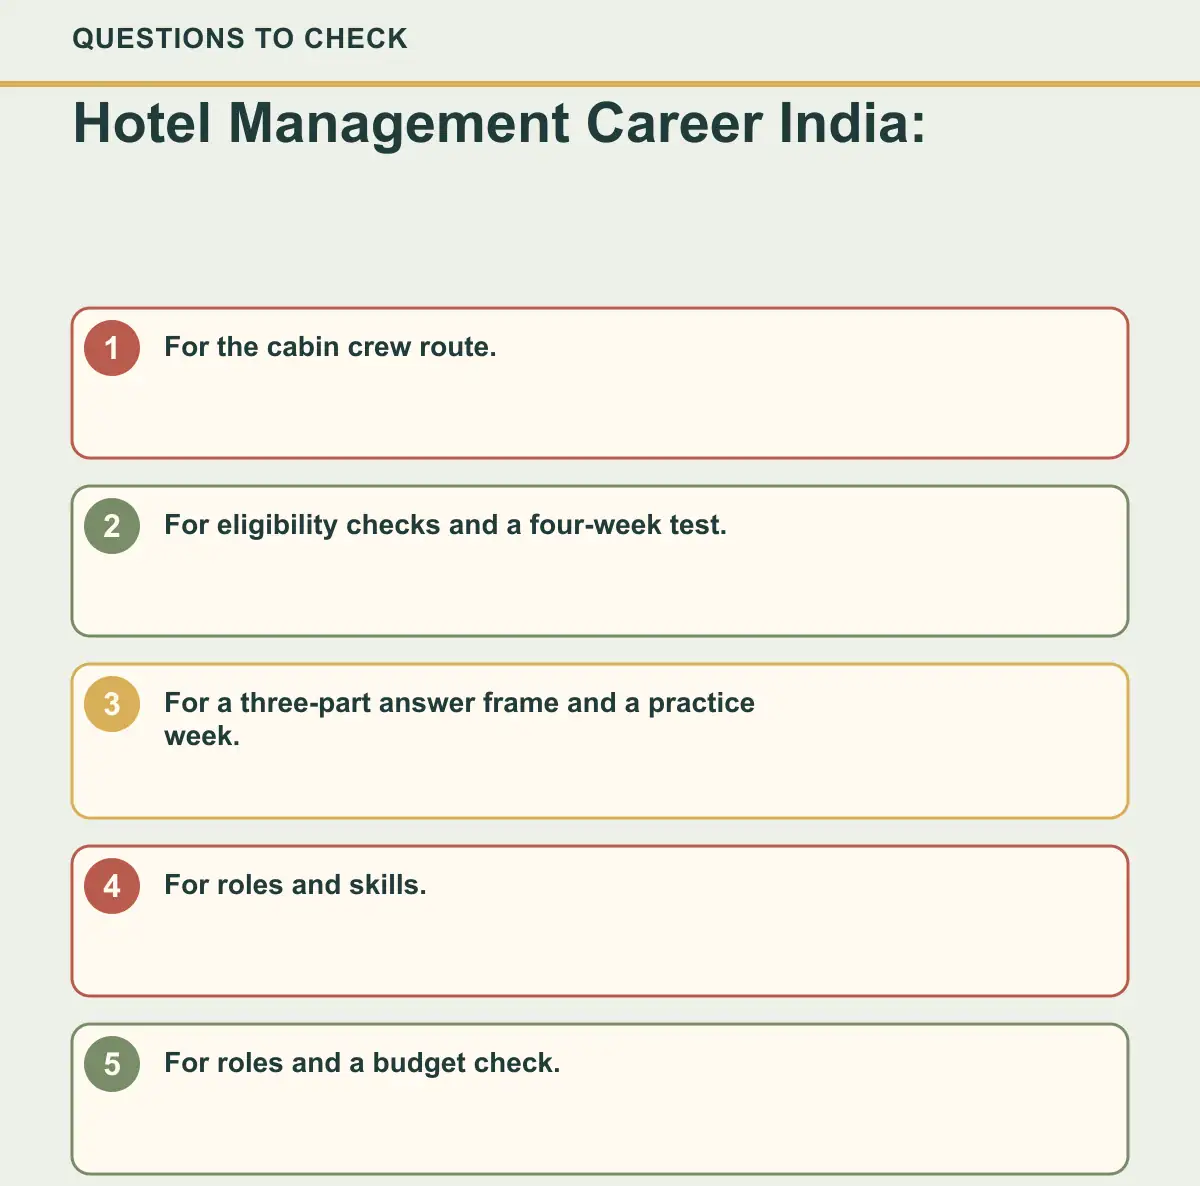 QUESTIONS TO CHECK
Hotel Management Career India:
1 For the cabin crew route.
2 For eligibility checks and a four-week test.
3 For a three-part answer frame and a practice
week.
4 For roles and skills.
5 For roles and a budget check.